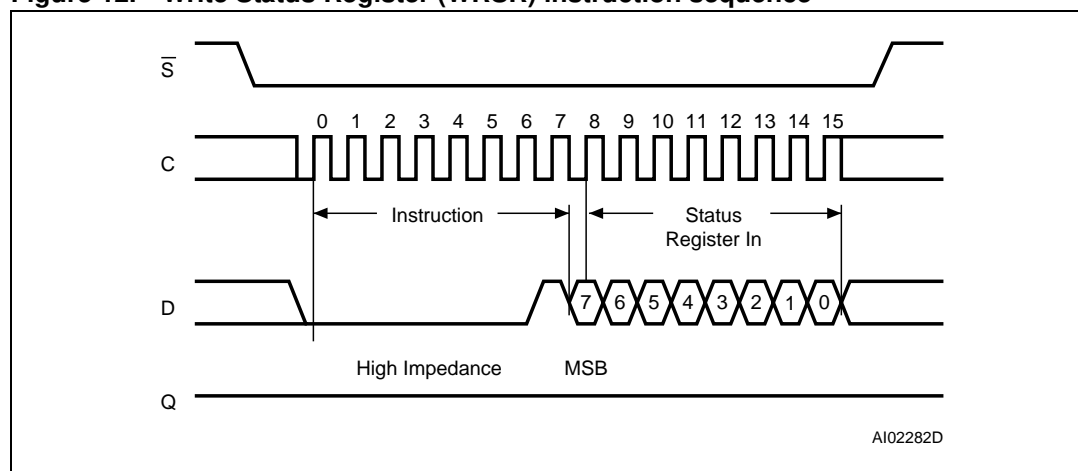 Figure 12. Write Status Register (WRSR) instruction sequence
S
0 1 2 3 4 5 6 7 8 9 10 11 12 13 14 15
C
Instruction
Status
Register In
D
7 6 5 4 3 2 1 0
High Impedance MSB
Q
AI02282D